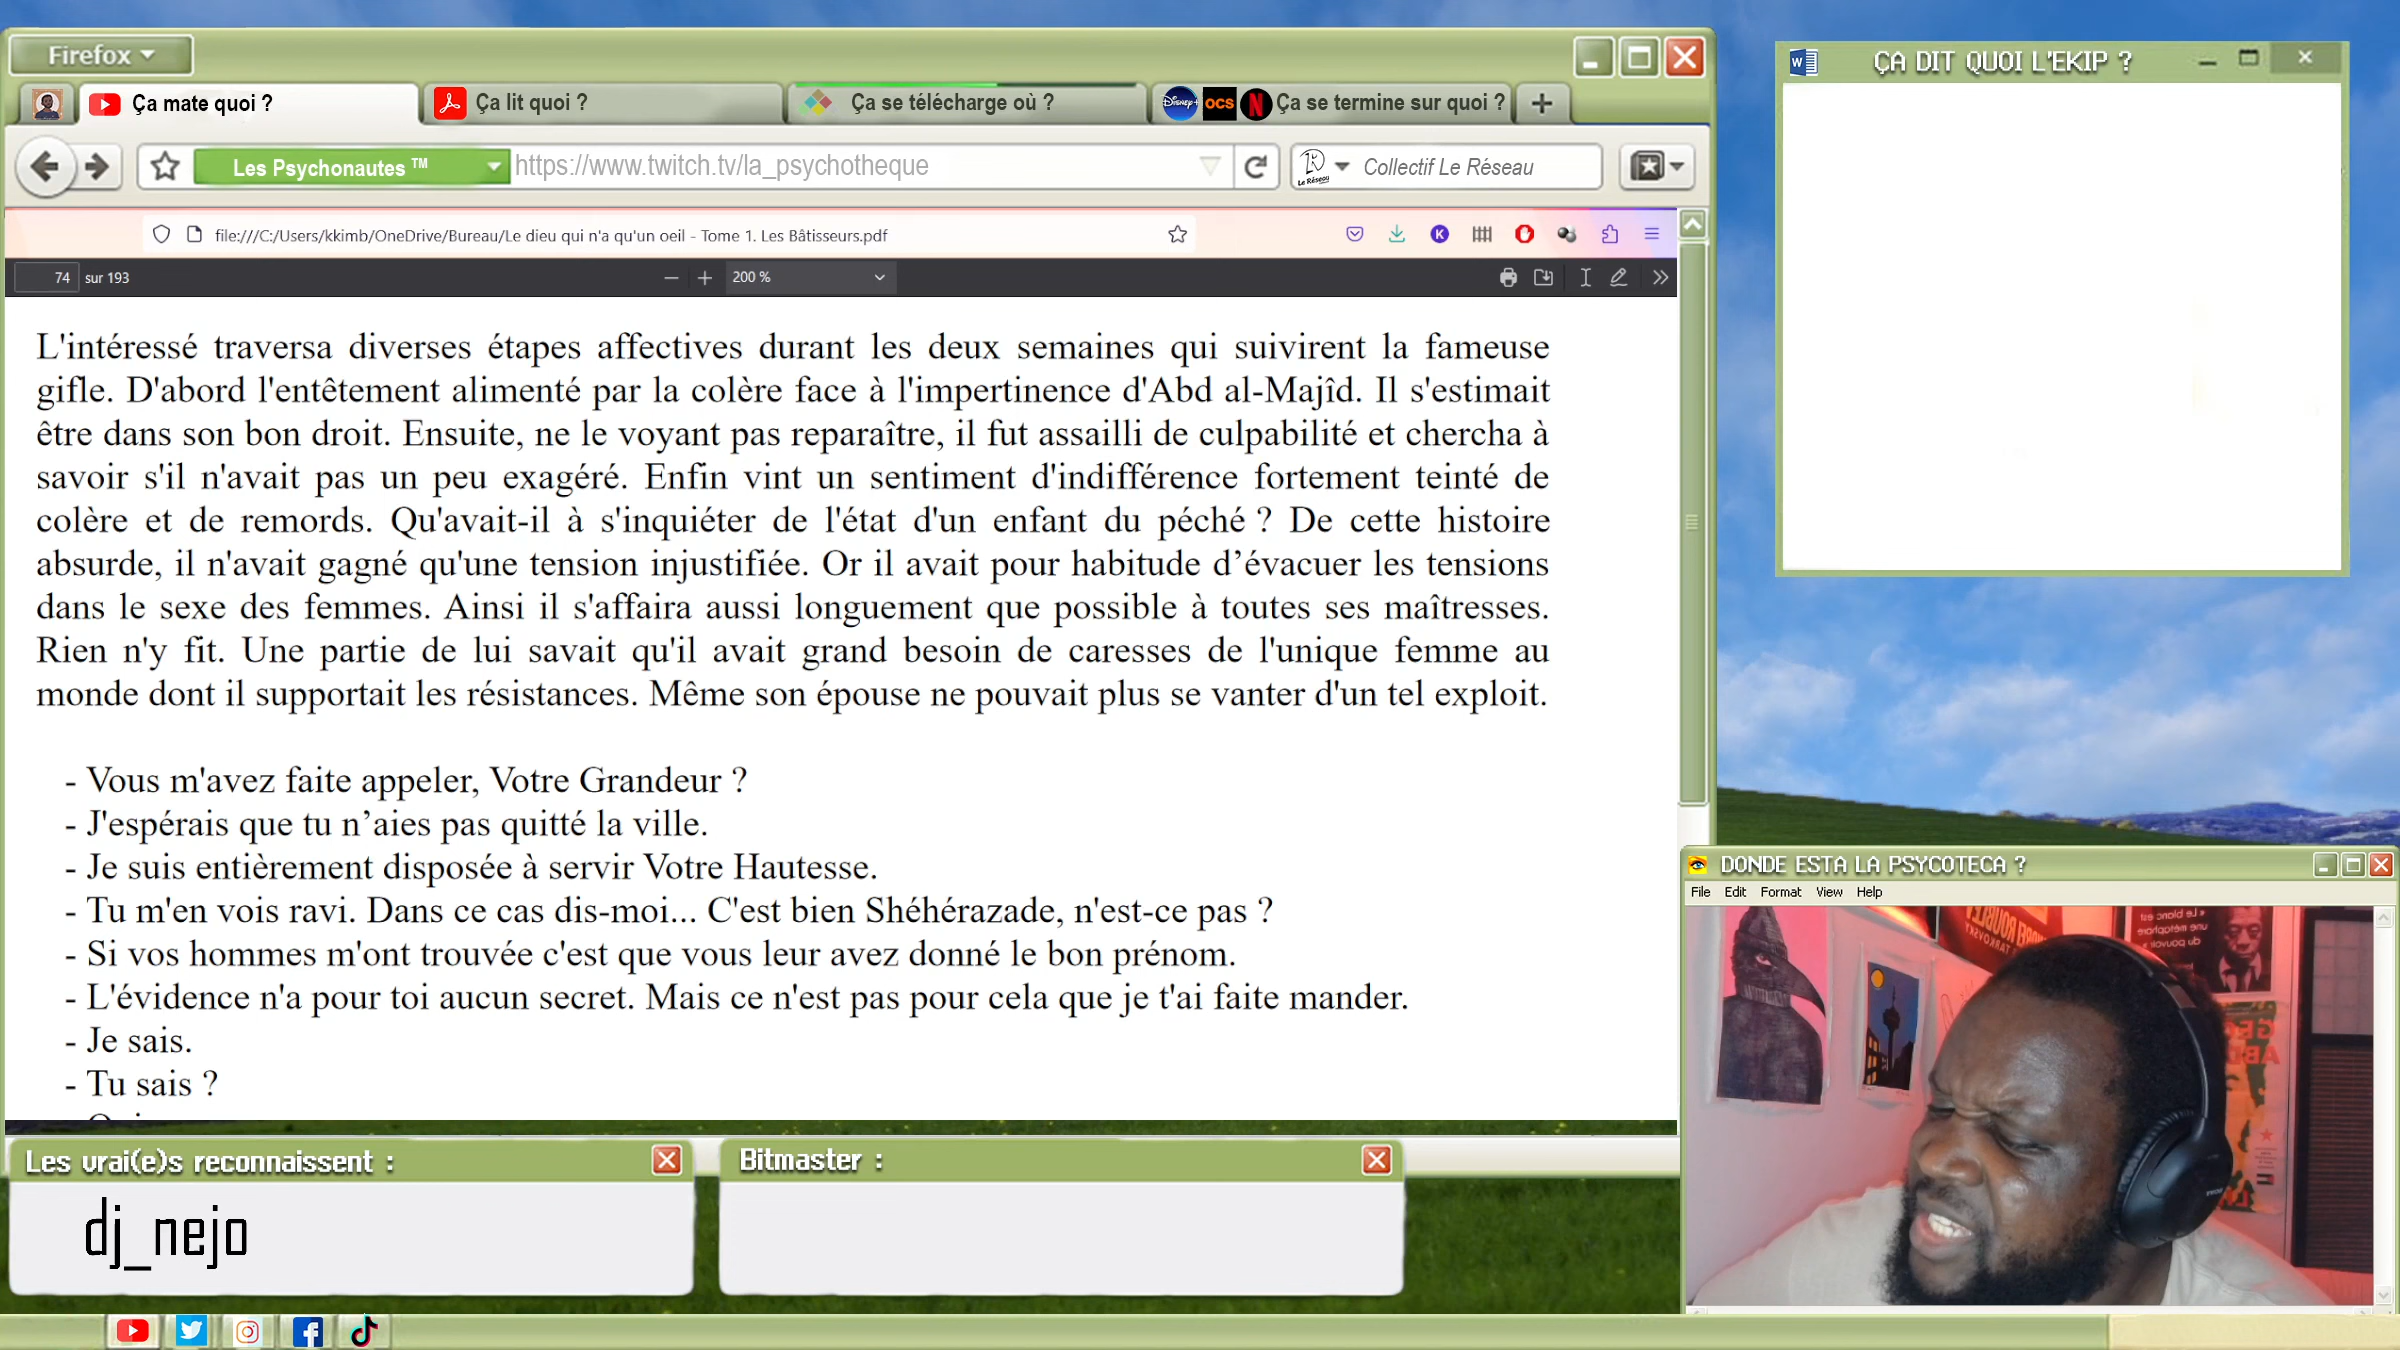 Firefox
Ça mate quoi ?
Ça lit quoi ?
Ça se télécharge où ?
Disney+ OCS N Ça se termine sur quoi ?
Les Psychonautes ™ https://www.twitch.tv/la_psychotheque
Le Réseau Collectif Le Réseau
file:///C:/Users/kkimb/OneDrive/Bureau/Le dieu qui n'a qu'un oeil - Tome 1. Les Bâtisseurs.pdf
K
74 sur 193 200 %
L'intéressé traversa diverses étapes affectives durant les deux semaines qui suivirent la fameuse
gifle. D'abord l'entêtement alimenté par la colère face à l'impertinence d'Abd al-Majîd. Il s'estimait
être dans son bon droit. Ensuite, ne le voyant pas reparaître, il fut assailli de culpabilité et chercha à
savoir s'il n'avait pas un peu exagéré. Enfin vint un sentiment d'indifférence fortement teinté de
colère et de remords. Qu'avait-il à s'inquiéter de l'état d'un enfant du péché ? De cette histoire
absurde, il n'avait gagné qu'une tension injustifiée. Or il avait pour habitude d’évacuer les tensions
dans le sexe des femmes. Ainsi il s'affaira aussi longuement que possible à toutes ses maîtresses.
Rien n'y fit. Une partie de lui savait qu'il avait grand besoin de caresses de l'unique femme au
monde dont il supportait les résistances. Même son épouse ne pouvait plus se vanter d'un tel exploit.
- Vous m'avez faite appeler, Votre Grandeur ?
- J'espérais que tu n’aies pas quitté la ville.
- Je suis entièrement disposée à servir Votre Hautesse.
- Tu m'en vois ravi. Dans ce cas dis-moi... C'est bien Shéhérazade, n'est-ce pas ?
- Si vos hommes m'ont trouvée c'est que vous leur avez donné le bon prénom.
- L'évidence n'a pour toi aucun secret. Mais ce n'est pas pour cela que je t'ai faite mander.
- Je sais.
- Tu sais ?
ÇA DIT QUOI L'EKIP ?
DONDE ESTA LA PSYCOTECA ?
File Edit Format View Help
« Le blanc est
une métaphore
du pouvoir »
ROUBLEV
TARKOVSKY
SONY
Les vrai(e)s reconnaissent :
dj_nejo
Bitmaster :